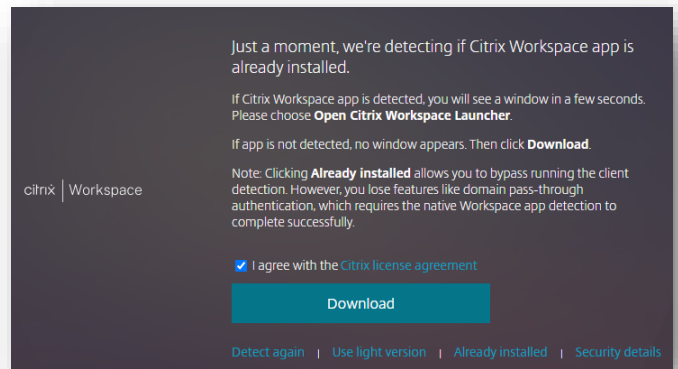 Just a moment, we're detecting if Citrix Workspace app is
already installed.
If Citrix Workspace app is detected, you will see a window in a few seconds.
Please choose Open Citrix Workspace Launcher.
If app is not detected, no window appears. Then click Download.
Note: Clicking Already installed allows you to bypass running the client
detection. However, you lose features like domain pass-through
authentication, which requires the native Workspace app detection to
complete successfully.
citrix | Workspace
I agree with the Citrix license agreement
Download
Detect again | Use light version | Already installed | Security details